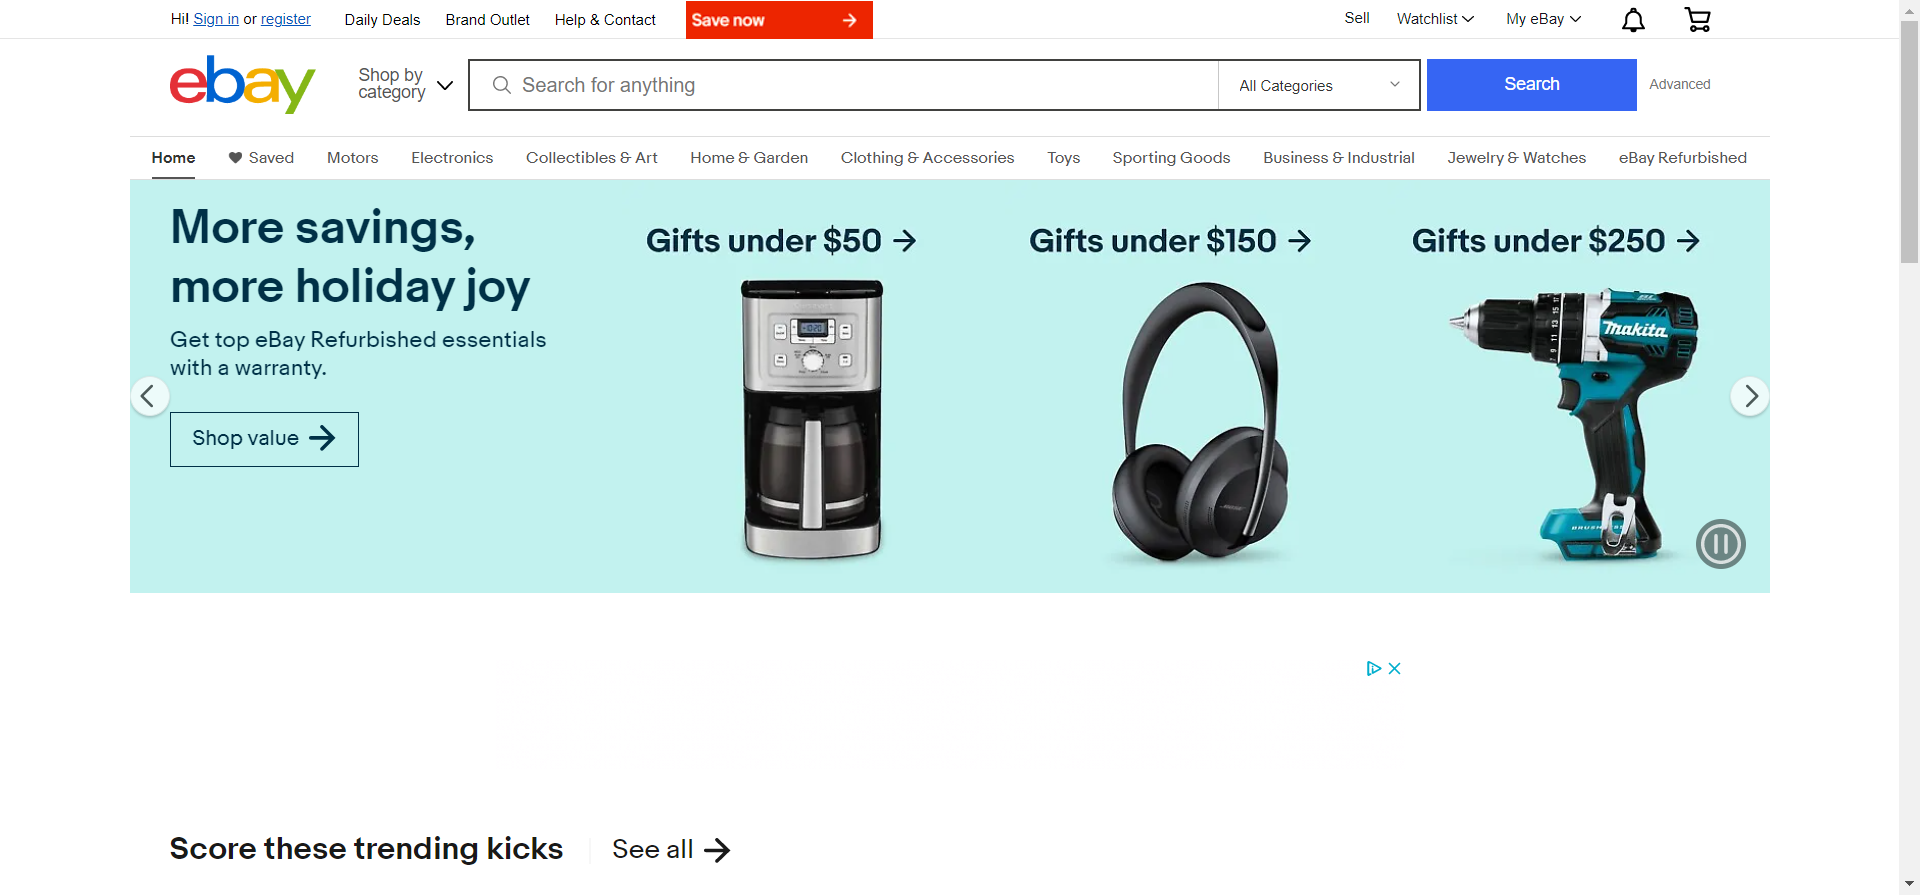 Hi! Sign in or register
Daily Deals
Brand Outlet
Help & Contact
Save now
Sell
Watchlist
My eBay
ebay
Shop by
category
Search for anything
All Categories
Search
Advanced
Home
Saved
Motors
Electronics
Collectibles & Art
Home & Garden
Clothing & Accessories
Toys
Sporting Goods
Business & Industrial
Jewelry & Watches
eBay Refurbished
More savings,
more holiday joy
Get top eBay Refurbished essentials
with a warranty.
Shop value
Gifts under $50
Gifts under $150
Gifts under $250
10:20
Makita
BOSE
Score these trending kicks
See all